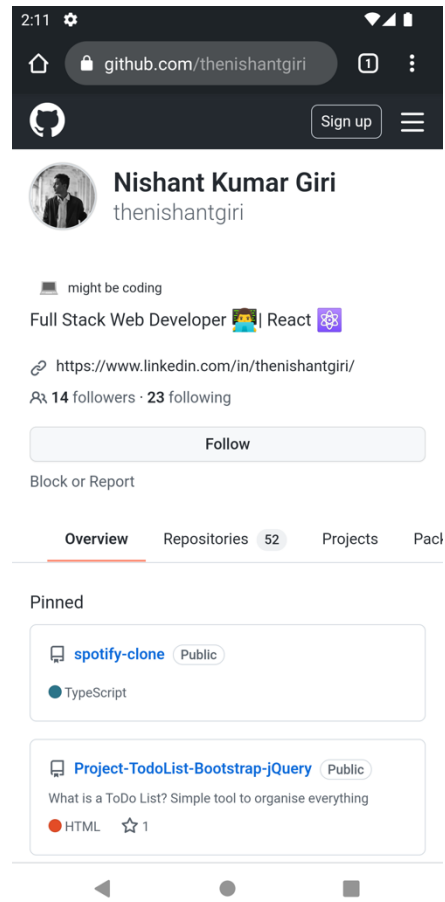 2:11
github.com/thenishantgiri
1
Sign up
Nishant Kumar Giri
thenishantgiri
might be coding
Full Stack Web Developer 👨‍💻| React ⚛️
https://www.linkedin.com/in/thenishantgiri/
14 followers · 23 following
Follow
Block or Report
Overview Repositories 52 Projects Pack
Pinned
spotify-clone Public
TypeScript
Project-TodoList-Bootstrap-jQuery Public
What is a ToDo List? Simple tool to organise everything
HTML 1